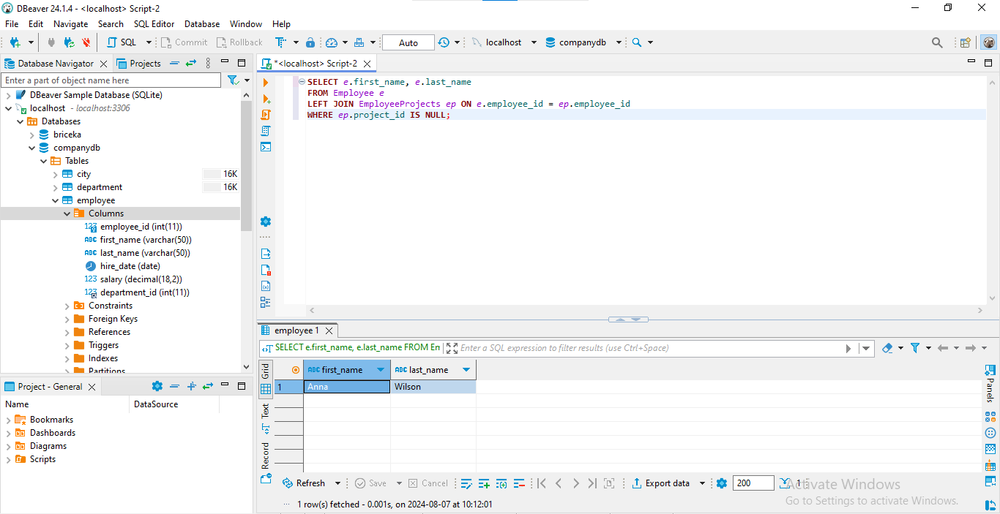 DBeaver 24.1.4 - <localhost> Script-2
File Edit Navigate Search SQL Editor Database Window Help
SQL Commit Rollback Auto localhost companydb
Database Navigator Projects
Enter a part of object name here
DBeaver Sample Database (SQLite)
localhost - localhost:3306
Databases
briceka
companydb
Tables
city 16K
department 16K
employee
Columns
123 employee_id (int(11))
ABC first_name (varchar(50))
ABC last_name (varchar(50))
hire_date (date)
123 salary (decimal(18,2))
123 department_id (int(11))
Constraints
Foreign Keys
References
Triggers
Indexes
Partitions
Project - General
Name DataSource
Bookmarks
Dashboards
Diagrams
Scripts
*<localhost> Script-2
SELECT e.first_name, e.last_name
FROM Employee e
LEFT JOIN EmployeeProjects ep ON e.employee_id = ep.employee_id
WHERE ep.project_id IS NULL;
employee 1
SELECT e.first_name, e.last_name FROM Em Enter a SQL expression to filter results (use Ctrl+Space)
Grid
Text
Record
ABC first_name ABC last_name
1 Anna Wilson
Panels
Refresh Save Cancel Export data 200 1
1 row(s) fetched - 0.001s, on 2024-08-07 at 10:12:01
Activate Windows
Go to Settings to activate Windows.